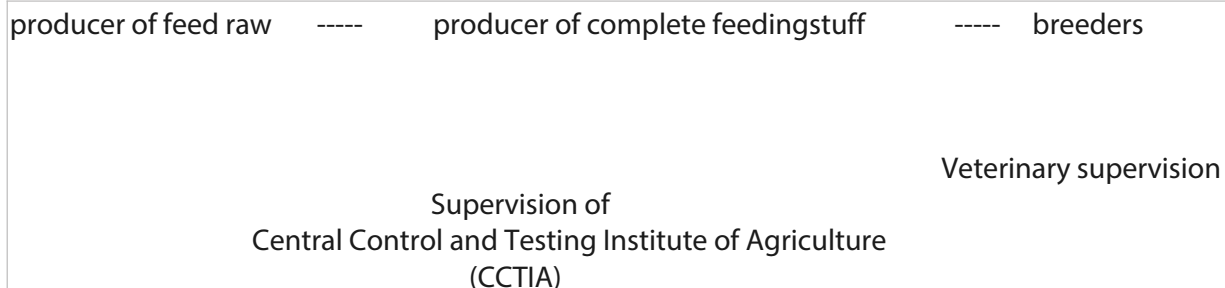 producer of feed raw ----- producer of complete feedingstuff ----- breeders
Veterinary supervision
Supervision of
Central Control and Testing Institute of Agriculture
(CCTIA)